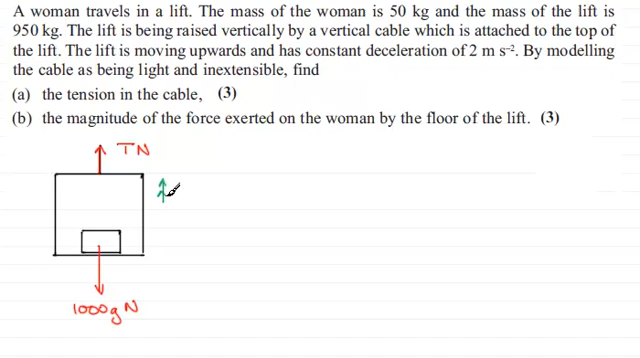 A woman travels in a lift. The mass of the woman is 50 kg and the mass of the lift is
950 kg. The lift is being raised vertically by a vertical cable which is attached to the top of
the lift. The lift is moving upwards and has constant deceleration of 2 m s⁻². By modelling
the cable as being light and inextensible, find
(a) the tension in the cable, (3)
(b) the magnitude of the force exerted on the woman by the floor of the lift. (3)
TN
1000g N